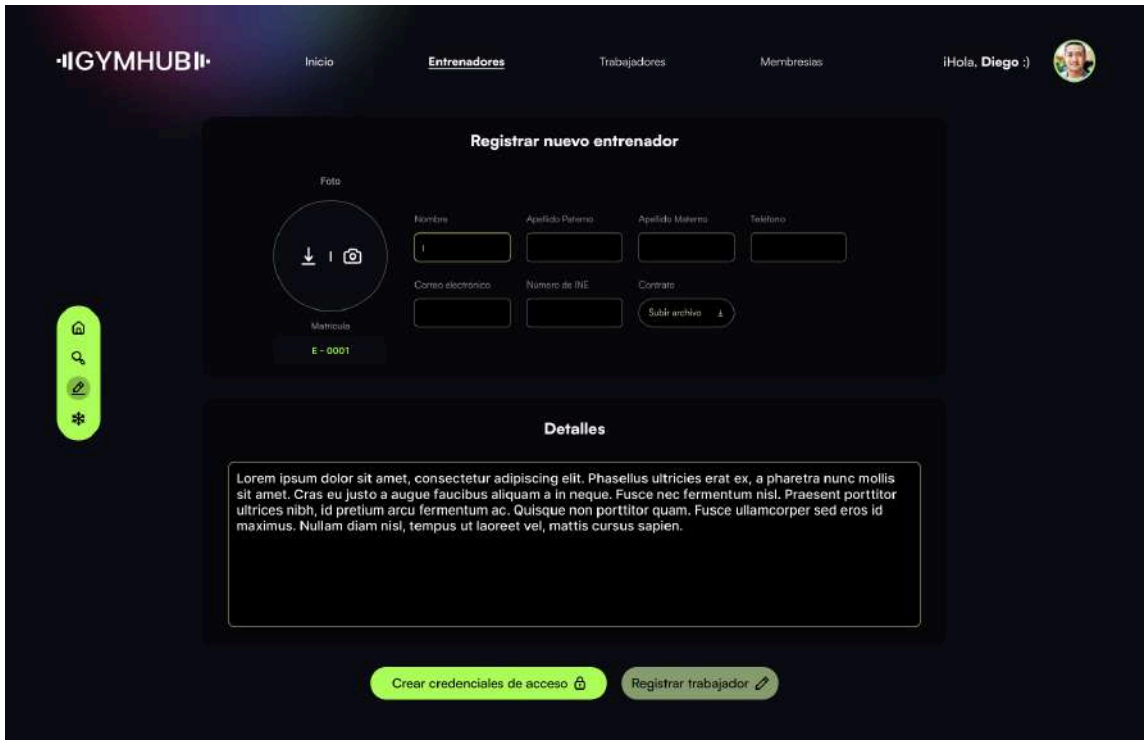 GYMHUB
Inicio
Entrenadores
Trabajadores
Membresias
¡Hola, Diego :)
Registrar nuevo entrenador
Foto
Nombre
Apellido Paterno
Apellido Materno
Teléfono
Correo electrónico
Número de INE
Contrato
Subir archivo
Matrícula
E - 0001
Detalles
Lorem ipsum dolor sit amet, consectetur adipiscing elit. Phasellus ultricies erat ex, a pharetra nunc mollis
sit amet. Cras eu justo a augue faucibus aliquam a in neque. Fusce nec fermentum nisl. Praesent porttitor
ultrices nibh, id pretium arcu fermentum ac. Quisque non porttitor quam. Fusce ullamcorper sed eros id
maximus. Nullam diam nisl, tempus ut laoreet vel, mattis cursus sapien.
Crear credenciales de acceso
Registrar trabajador